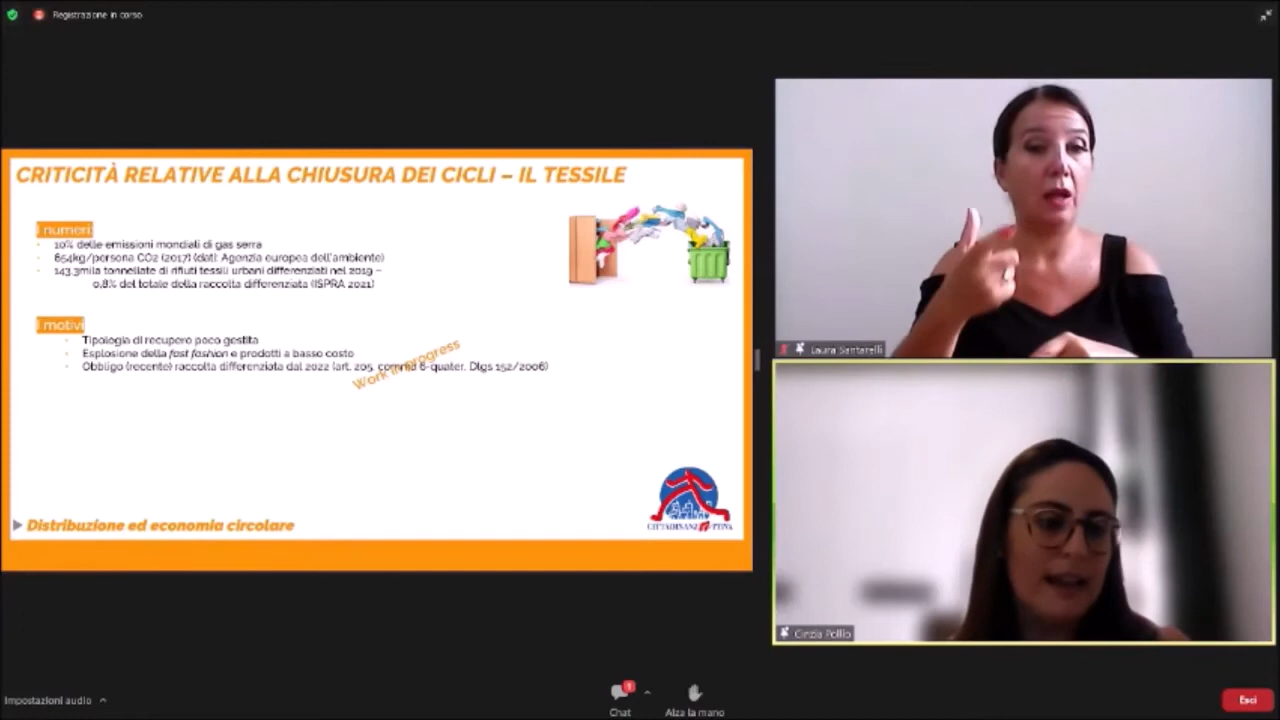 Registrazione in corso
CRITICITÀ RELATIVE ALLA CHIUSURA DEI CICLI – IL TESSILE
I numeri:
10% delle emissioni mondiali di gas serra
654kg/persona CO2 (2017) (dati: Agenzia europea dell'ambiente)
143.3mila tonnellate di rifiuti tessili urbani differenziati nel 2019 –
0,8% del totale della raccolta differenziata (ISPRA 2021)
I motivi
Tipologia di recupero poco gestita
Esplosione della fast fashion e prodotti a basso costo
Obbligo (recente) raccolta differenziata dal 2022 (art. 205, comma 6-quater, Dlgs 152/2006)
Work in progress
CITTADINANZATTIVA
Distribuzione ed economia circolare
Laura Santarelli
Cinzia Pollio
Impostazioni audio
1
Chat
Alza la mano
Esci